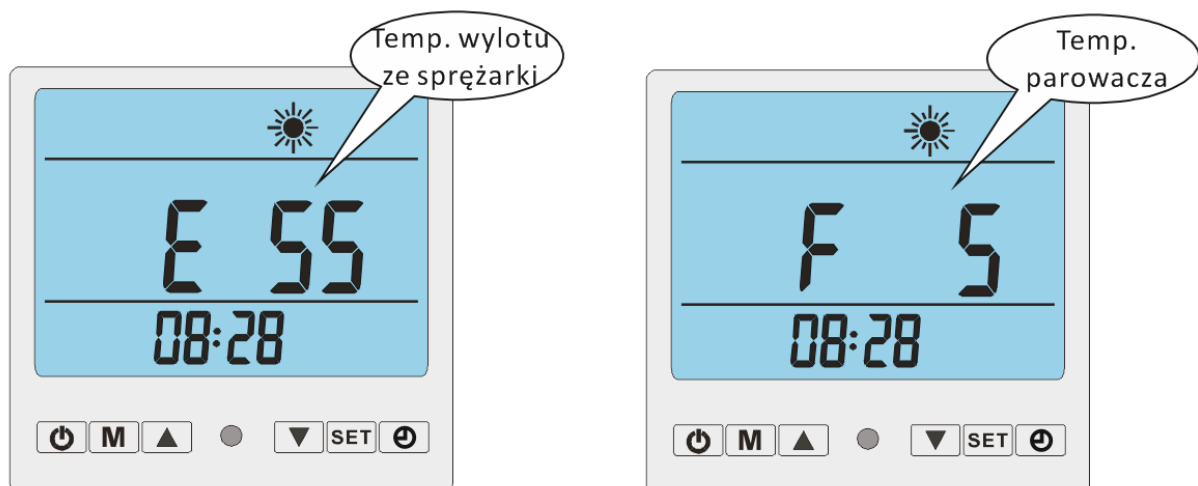 Temp. wylotu
ze sprężarki
E 55
08:28
M
SET
Temp.
parowacza
F 5
08:28
M
SET